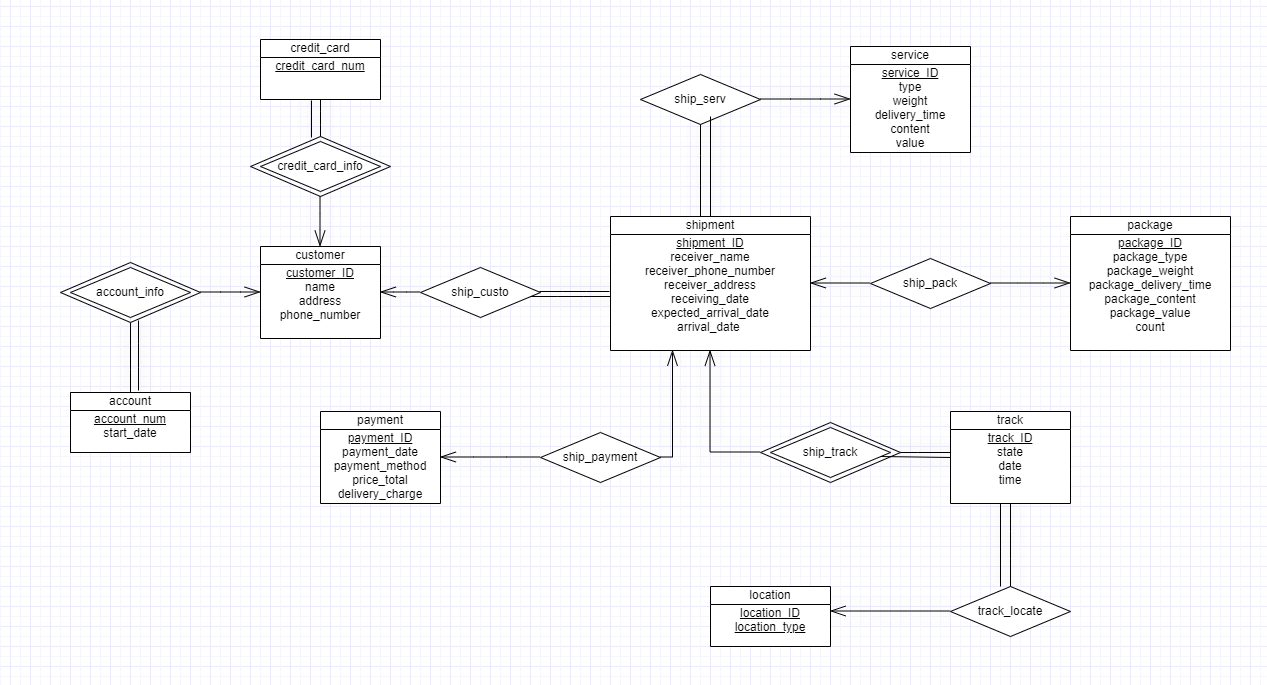 credit_card
credit_card_num
credit_card_info
service
service_ID
type
weight
delivery_time
content
value
ship_serv
customer
customer_ID
name
address
phone_number
account_info
ship_custo
shipment
shipment_ID
receiver_name
receiver_phone_number
receiver_address
receiving_date
expected_arrival_date
arrival_date
ship_pack
package
package_ID
package_type
package_weight
package_delivery_time
package_content
package_value
count
account
account_num
start_date
payment
payment_ID
payment_date
payment_method
price_total
delivery_charge
ship_payment
ship_track
track
track_ID
state
date
time
location
location_ID
location_type
track_locate